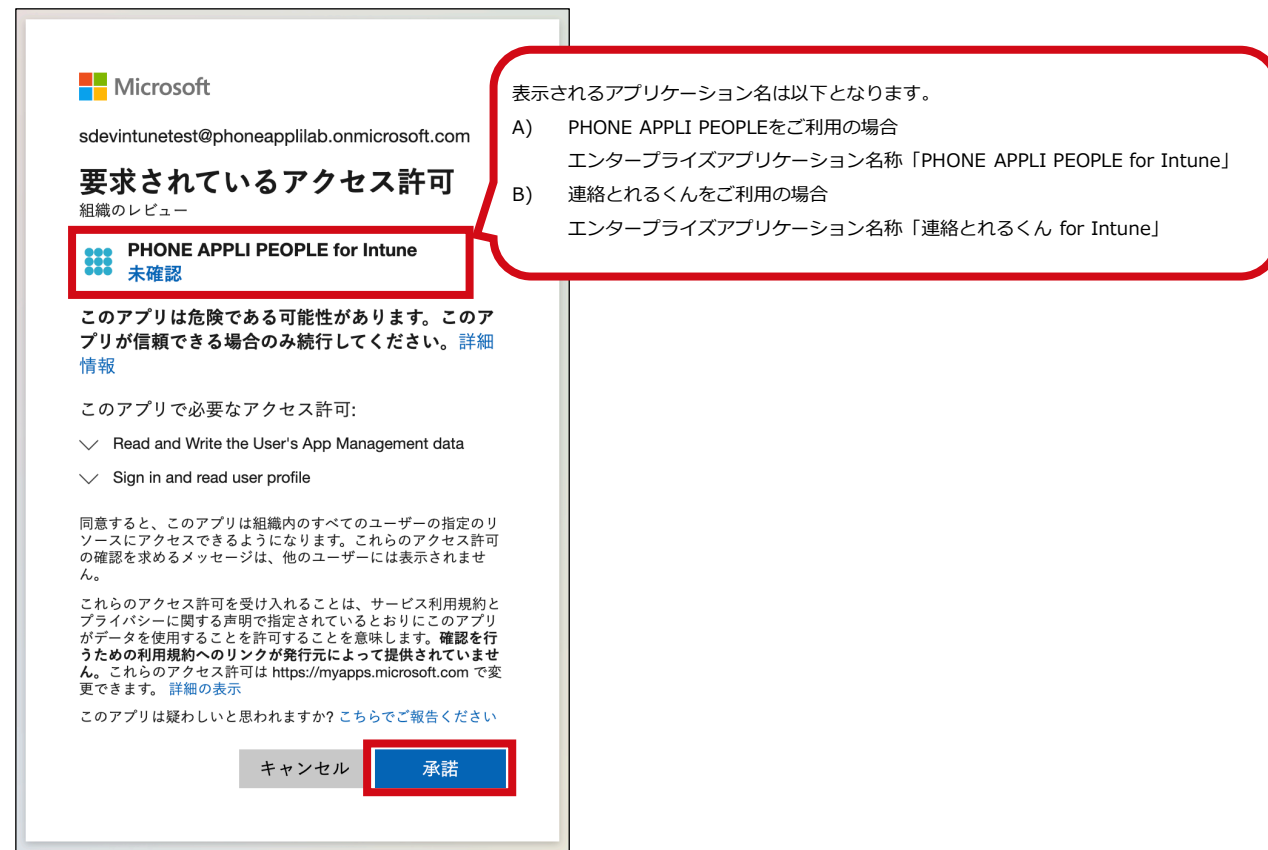 Microsoft
sdevintunetest@phoneapplilab.onmicrosoft.com
要求されているアクセス許可
組織のレビュー
PHONE APPLI PEOPLE for Intune
未確認
このアプリは危険である可能性があります。このア
プリが信頼できる場合のみ続行してください。詳細
情報
このアプリで必要なアクセス許可:
Read and Write the User's App Management data
Sign in and read user profile
同意すると、このアプリは組織内のすべてのユーザーの指定のリ
ソースにアクセスできるようになります。これらのアクセス許可
の確認を求めるメッセージは、他のユーザーには表示されませ
ん。
これらのアクセス許可を受け入れることは、サービス利用規約と
プライバシーに関する声明で指定されているとおりにこのアプリ
がデータを使用することを許可することを意味します。確認を行
うための利用規約へのリンクが発行元によって提供されていませ
ん。これらのアクセス許可は https://myapps.microsoft.com で変
更できます。 詳細の表示
このアプリは疑わしいと思われますか? こちらでご報告ください
キャンセル
承諾
表示されるアプリケーション名は以下となります。
A) PHONE APPLI PEOPLEをご利用の場合
エンタープライズアプリケーション名称「PHONE APPLI PEOPLE for Intune」
B) 連絡とれるくんをご利用の場合
エンタープライズアプリケーション名称「連絡とれるくん for Intune」